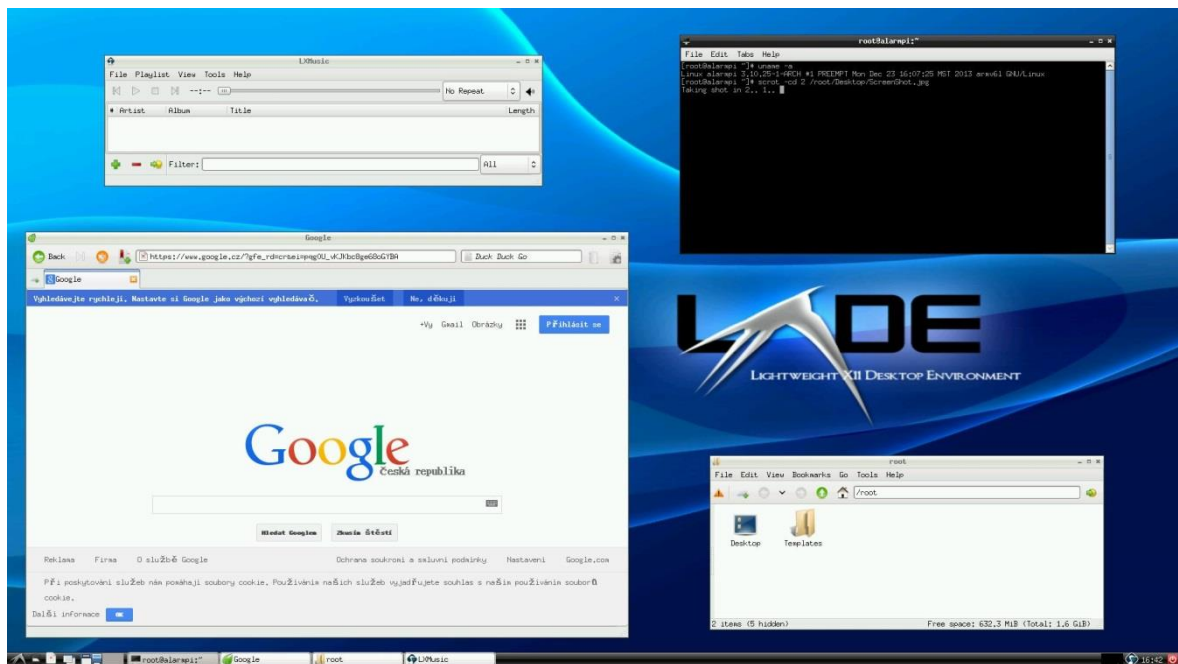 LXMusic
File Playlist View Tools Help
--:--
No Repeat
# Artist Album Title Length
Filter: All
root@alarmpi:~
File Edit Tabs Help
[root@alarmpi ~]# uname -a
Linux alarmpi 3.10.25-1-ARCH #1 PREEMPT Mon Dec 23 16:07:25 MST 2013 armv6l GNU/Linux
[root@alarmpi ~]# scrot -cd 2 /root/Desktop/ScreenShot.jpg
Taking shot in 2.. 1..
Google
Back Duck Duck Go
Google
Vyhledávejte rychleji. Nastavte si Google jako výchozí vyhledávač. Vyzkoušet Ne, děkuji
+Vy Gmail Obrázky Přihlásit se
Google
česká republika
Hledat Googlem Zkusím štěstí
Reklama Firma O službě Google Ochrana soukromí a smluvní podmínky Nastavení Google.com
Při poskytování služeb nám pomáhají soubory cookie. Používáním našich služeb vyjadřujete souhlas s naším používáním souborů
cookie.
Další informace OK
LXDE
Lightweight X11 Desktop Environment
root
File Edit View Bookmarks Go Tools Help
/root
Desktop Templates
2 items (5 hidden) Free space: 632.3 MiB (Total: 1.6 GiB)
root@alarmpi:~ Google root LXMusic 16:42